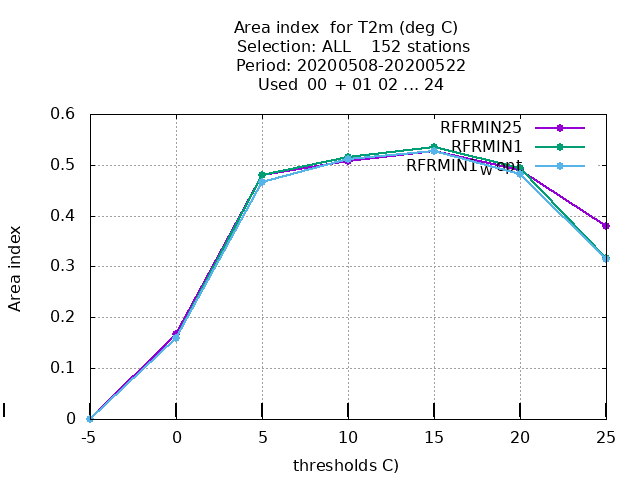 Area index  for T2m (deg C)
Selection: ALL    152 stations
Period: 20200508-20200522
Used  00  + 01 02 ... 24
RFRMIN25
RFRMIN1
RFRMIN1_wopt
0.6
0.5
0.4
0.3
0.2
0.1
0
Area index
-5 0 5 10 15 20 25
thresholds C)